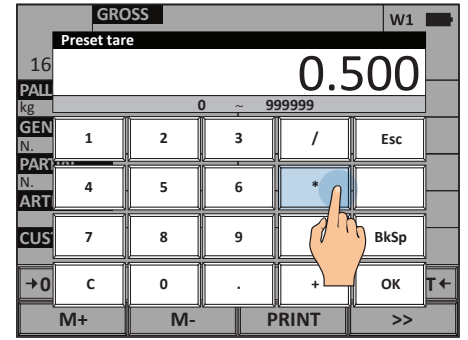 GROSS W1
Preset tare
16 0.500
PALL
kg 0 ~ 999999
GEN
N. 1 2 3 / Esc
PART
N. 4 5 6 *
ART
CUS 7 8 9 BkSp
→0 C 0 . + OK T←
M+ M- PRINT >>